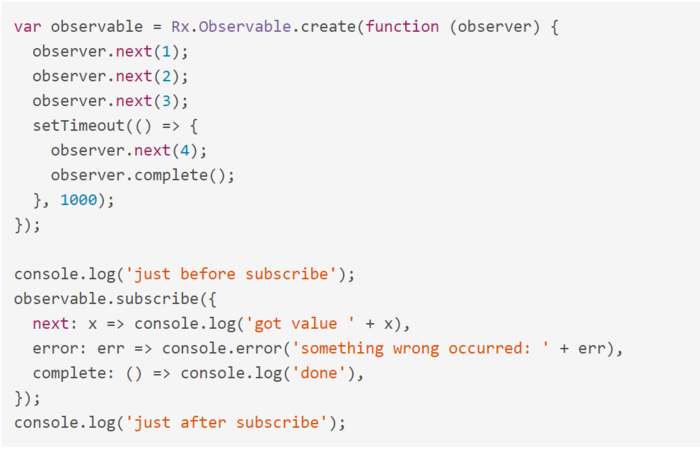 var observable = Rx.Observable.create(function (observer) {
  observer.next(1);
  observer.next(2);
  observer.next(3);
  setTimeout(() => {
    observer.next(4);
    observer.complete();
  }, 1000);
});

console.log('just before subscribe');
observable.subscribe({
  next: x => console.log('got value ' + x),
  error: err => console.error('something wrong occurred: ' + err),
  complete: () => console.log('done'),
});
console.log('just after subscribe');